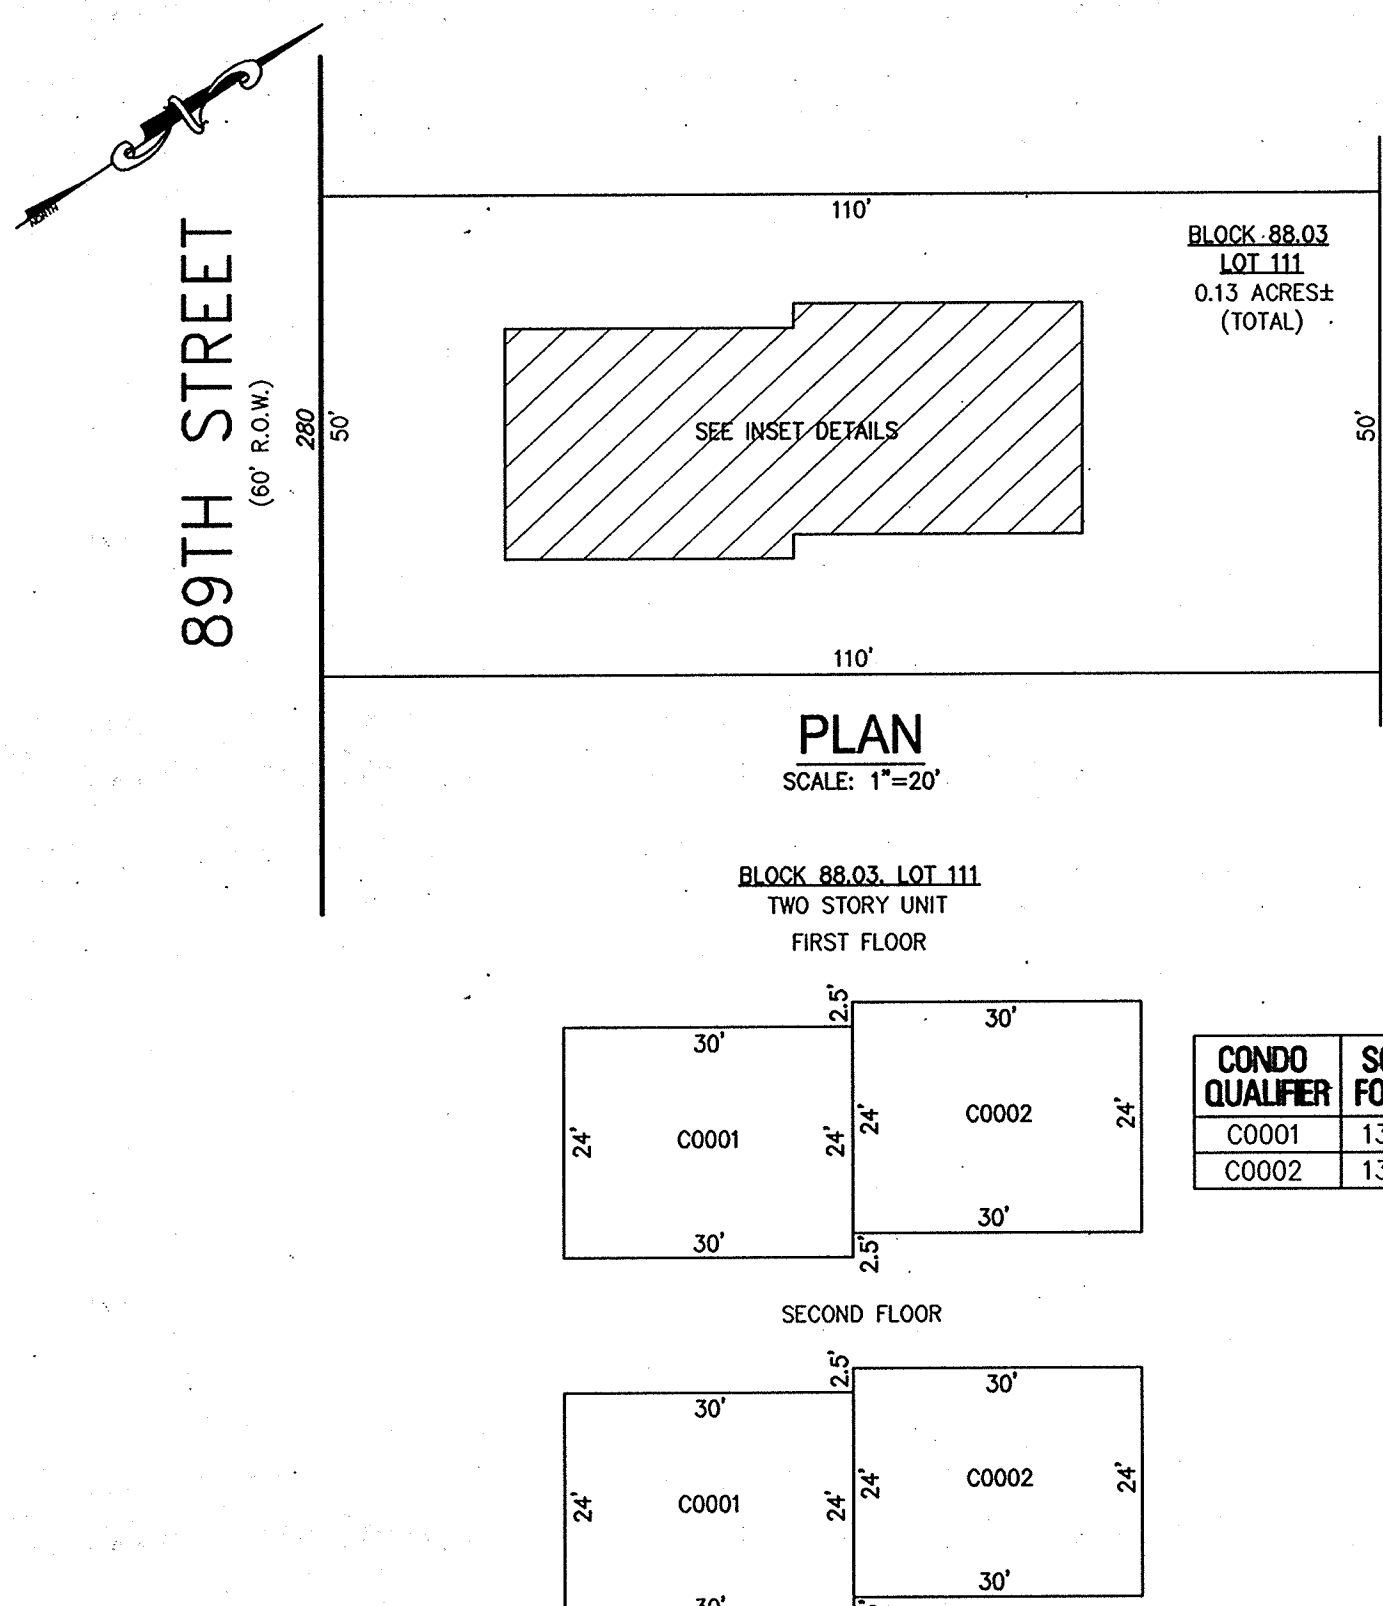 NORTH
89TH STREET
(60' R.O.W.)
280
50'
110'
BLOCK 88.03
LOT 111
0.13 ACRES±
(TOTAL)
SEE INSET DETAILS
50'
110'
PLAN
SCALE: 1"=20'
BLOCK 88.03, LOT 111
TWO STORY UNIT
FIRST FLOOR
2.5'
30'
30'
24'
C0001
24'
24'
C0002
24'
30'
30'
2.5'
CONDO
QUALIFIER
C0001
C0002
SECOND FLOOR
2.5'
30'
30'
24'
C0001
24'
24'
C0002
24'
30'
30'